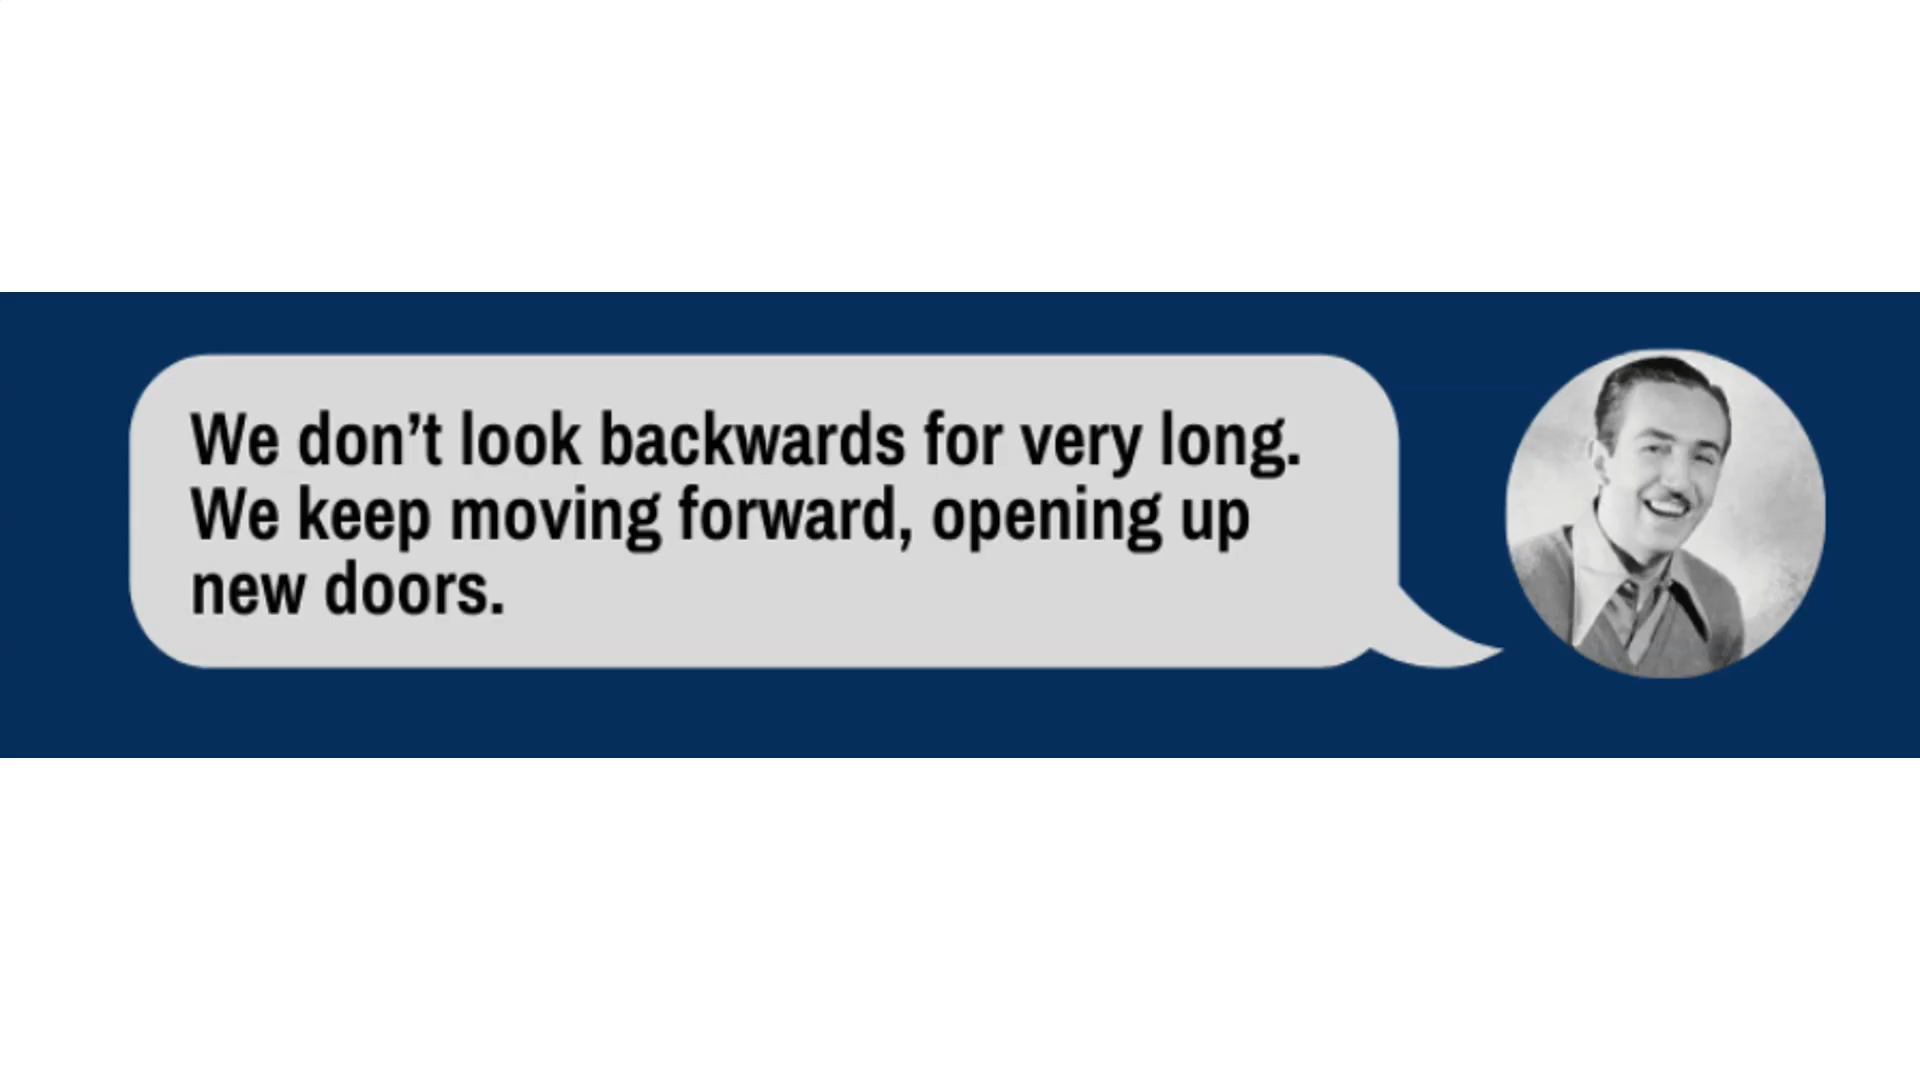 We don’t look backwards for very long.
We keep moving forward, opening up
new doors.